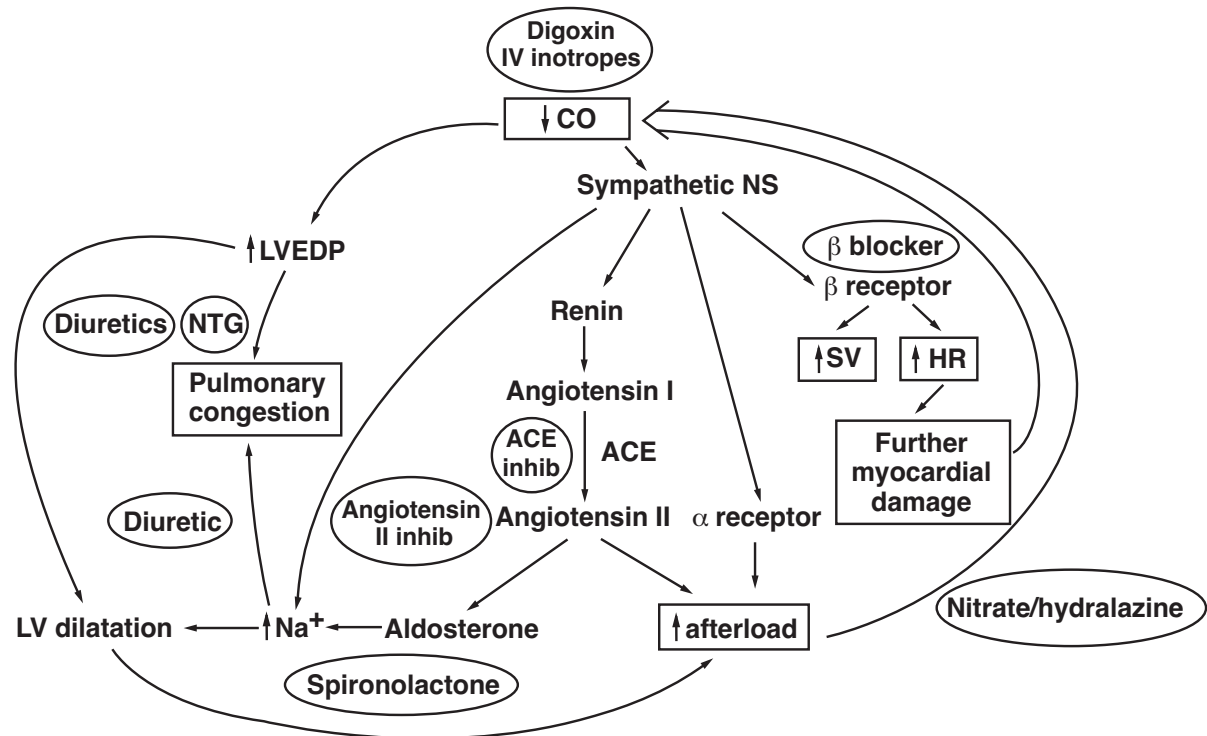 Digoxin
IV inotropes
↓ CO
Sympathetic NS
β blocker
↑ LVEDP
β receptor
Renin
Diuretics
NTG
↑ SV
↑ HR
Pulmonary
congestion
Angiotensin I
ACE
inhib
ACE
Further
myocardial
damage
Diuretic
Angiotensin
II inhib
Angiotensin II
α receptor
Nitrate/hydralazine
LV dilatation
↑ Na+
Aldosterone
↑ afterload
Spironolactone